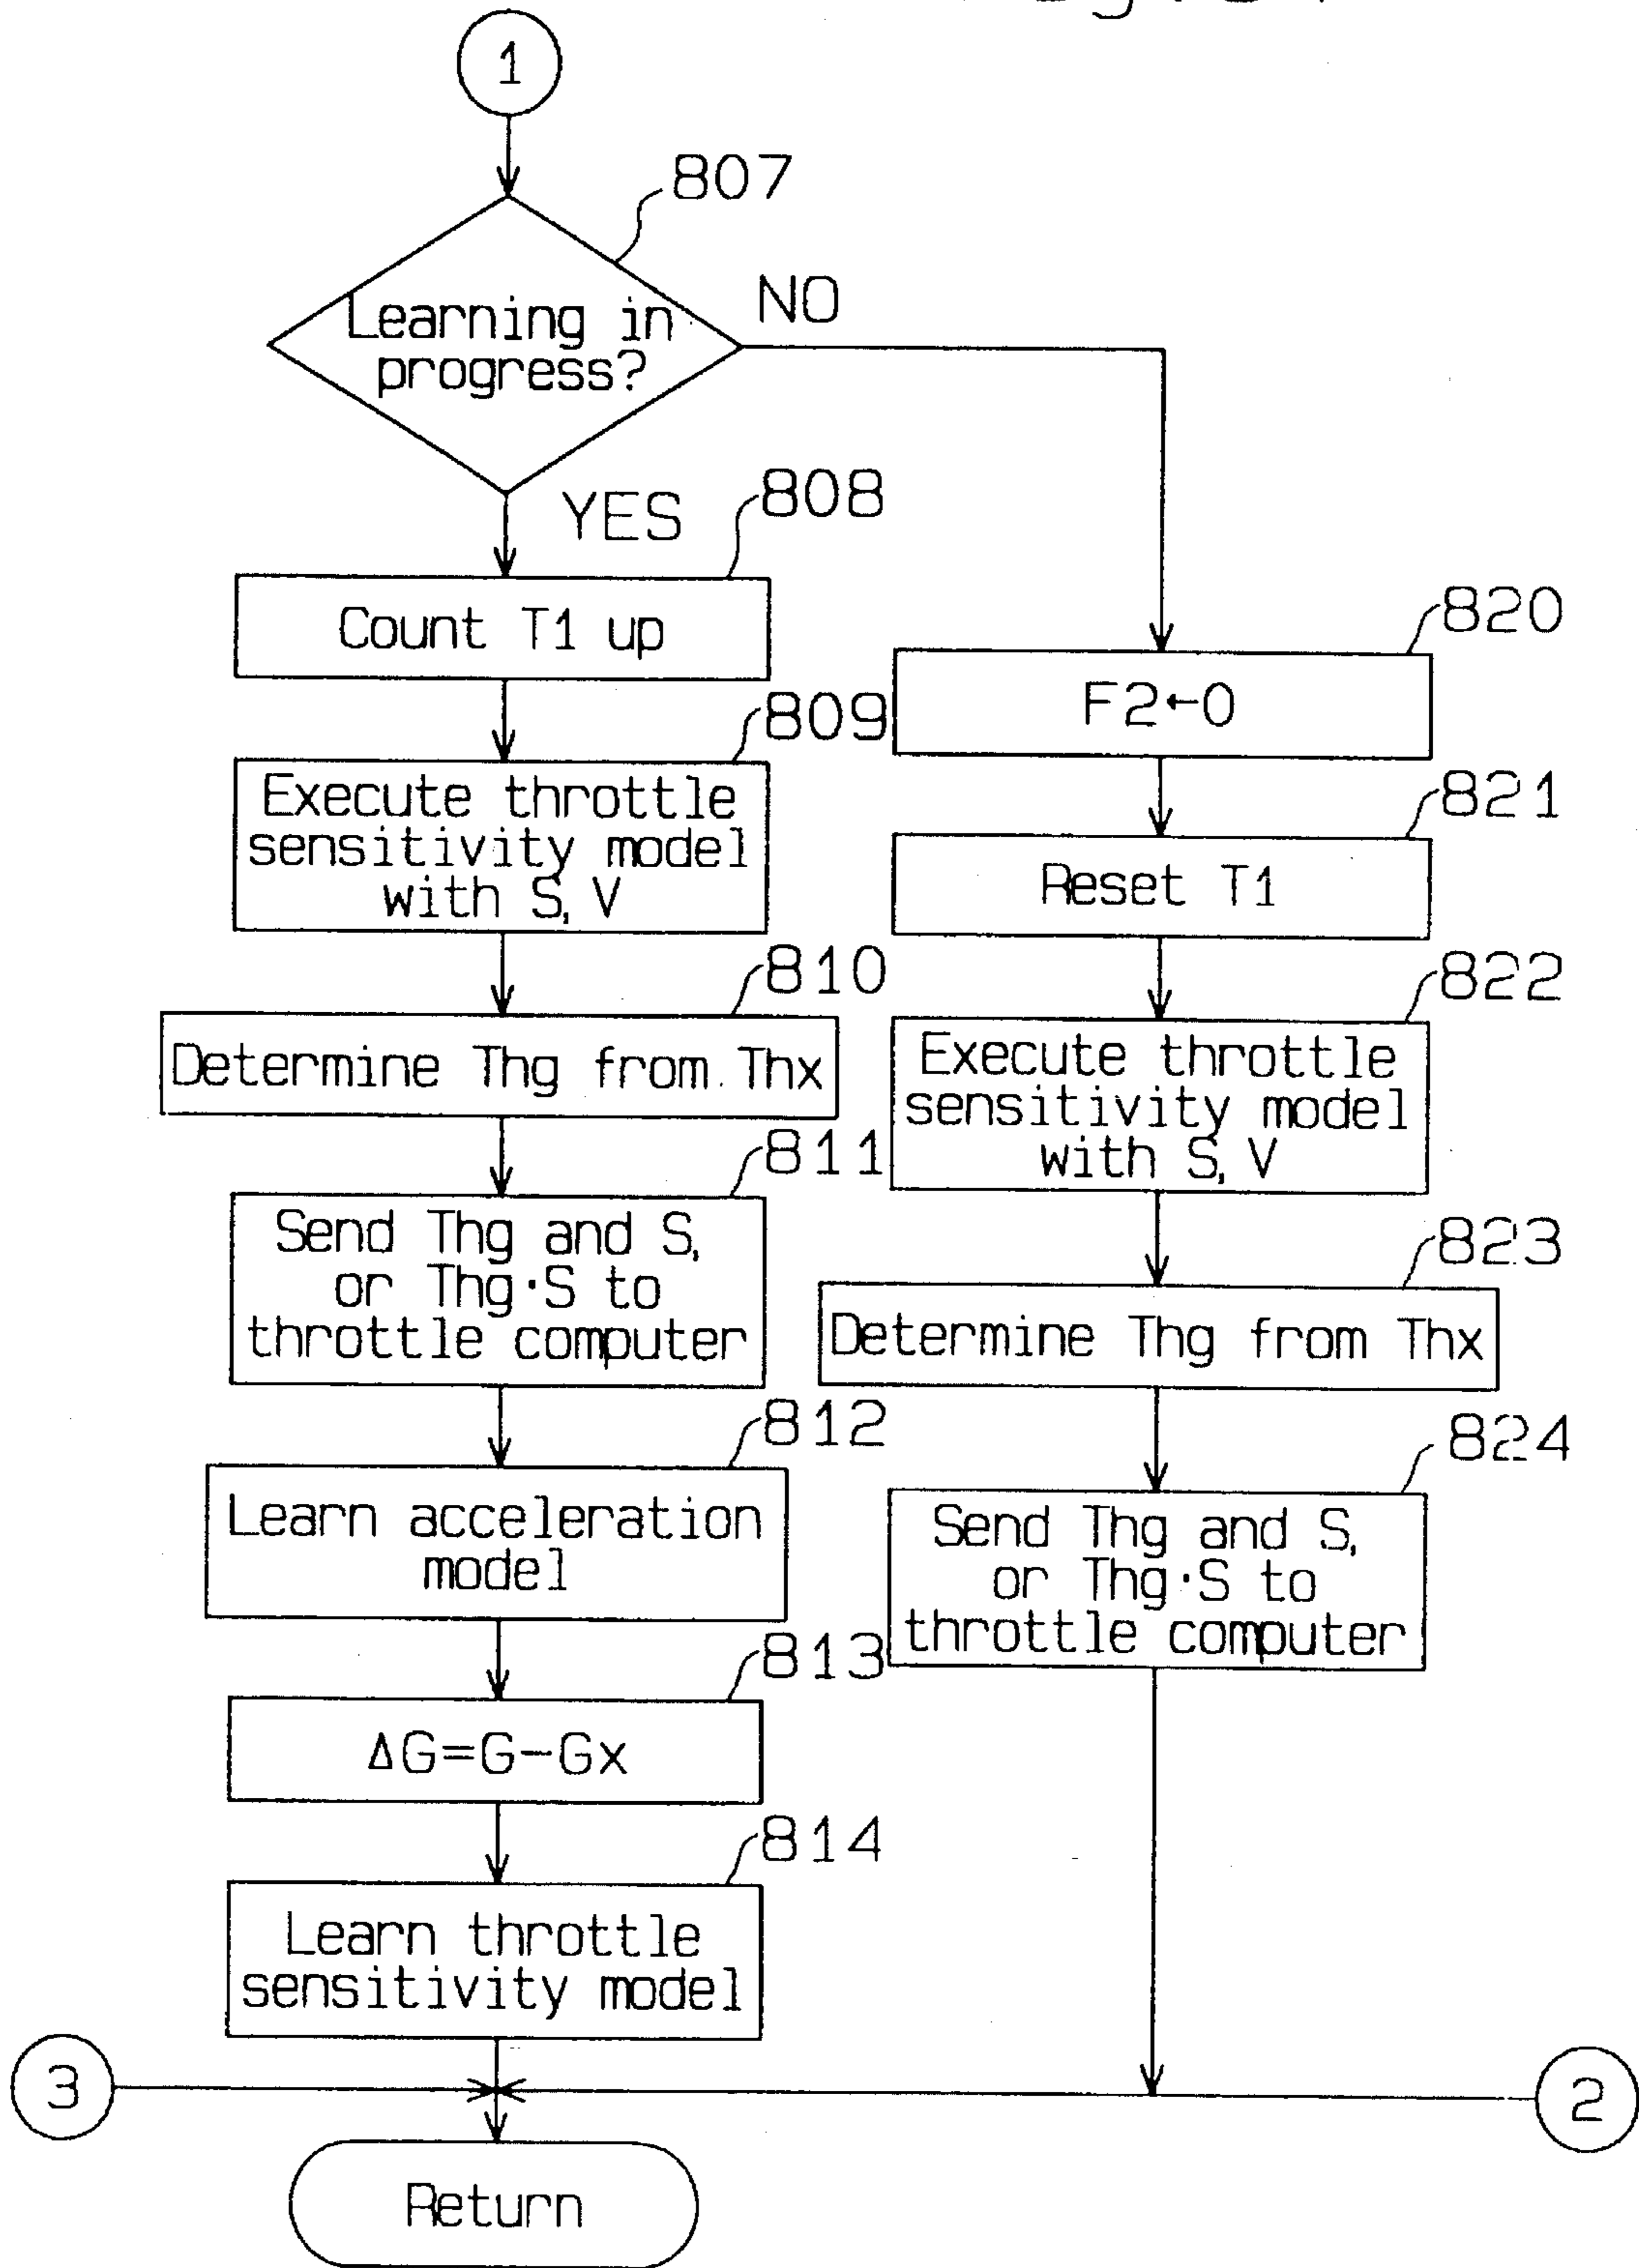 1
807
Learning in
progress?
NO
YES
808
Count T1 up
809
Execute throttle
sensitivity model
with S, V
810
Determine Thg from Thx
811
Send Thg and S,
or Thg·S to
throttle computer
812
Learn acceleration
model
813
ΔG=G-Gx
814
Learn throttle
sensitivity model
820
F2←0
821
Reset T1
822
Execute throttle
sensitivity model
with S, V
823
Determine Thg from Thx
824
Send Thg and S,
or Thg·S to
throttle computer
3
2
Return